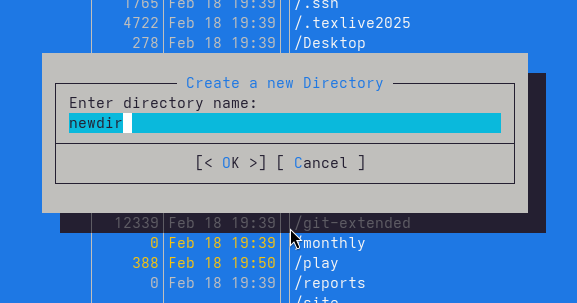 1765 Feb 18 19:39 /.ssh
4722 Feb 18 19:39 /.texlive2025
278 Feb 18 19:39 /Desktop
Create a new Directory
Enter directory name:
newdir
[< OK >] [ Cancel ]
12339 Feb 18 19:39 /git-extended
0 Feb 18 19:39 /monthly
388 Feb 18 19:50 /play
0 Feb 18 19:39 /reports
/site